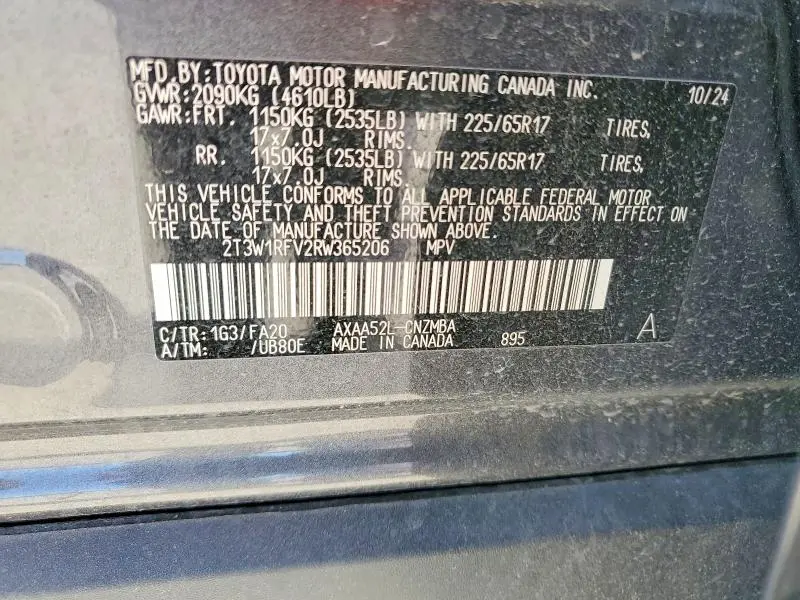 MFD.BY:TOYOTA MOTOR MANUFACTURING CANADA INC. 10/24
GVWR:2090KG (4610LB)
GAWR:FRT. 1150KG (2535LB) WITH 225/65R17 TIRES,
17x7.0J RIMS.
RR. 1150KG (2535LB) WITH 225/65R17 TIRES,
17x7.0J RIMS.
THIS VEHICLE CONFORMS TO ALL APPLICABLE FEDERAL MOTOR
VEHICLE SAFETY AND THEFT PREVENTION STANDARDS IN EFFECT ON
THE DATE OF MANUFACTURE SHOWN ABOVE.
2T3W1RFV2RW365206 MPV
C/TR:1G3/FA20 AXAA52L-CNZMBA A
A/TM: /UB80E MADE IN CANADA 895